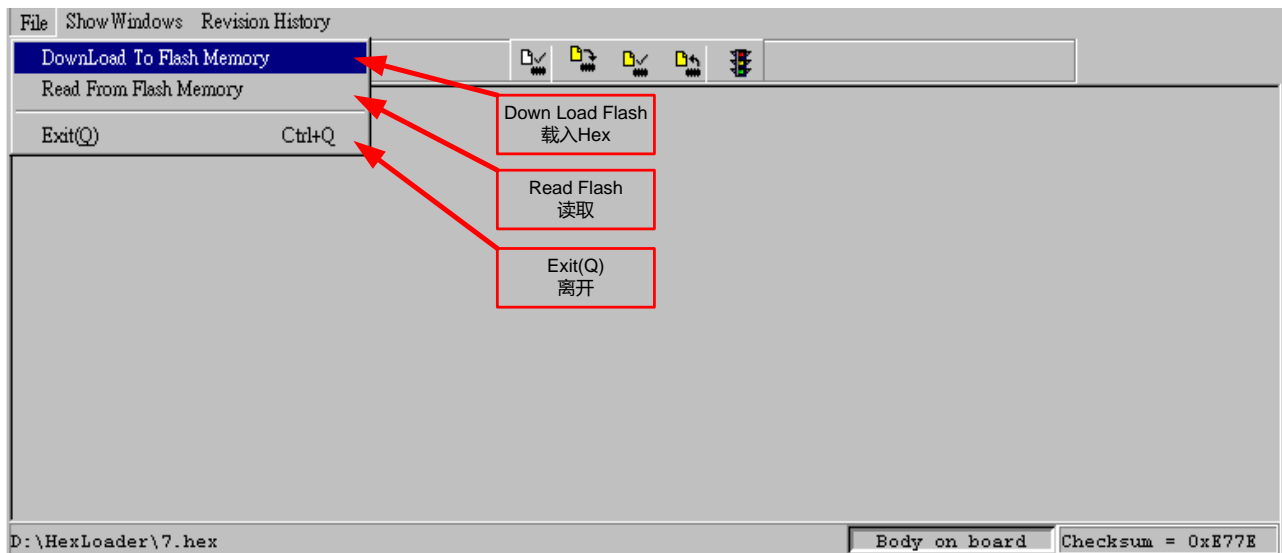 File Show Windows Revision History
DownLoad To Flash Memory
Read From Flash Memory
Exit(Q) Ctrl+Q
Down Load Flash
载入Hex
Read Flash
读取
Exit(Q)
离开
D:\HexLoader\7.hex Body on board Checksum = 0xE77E